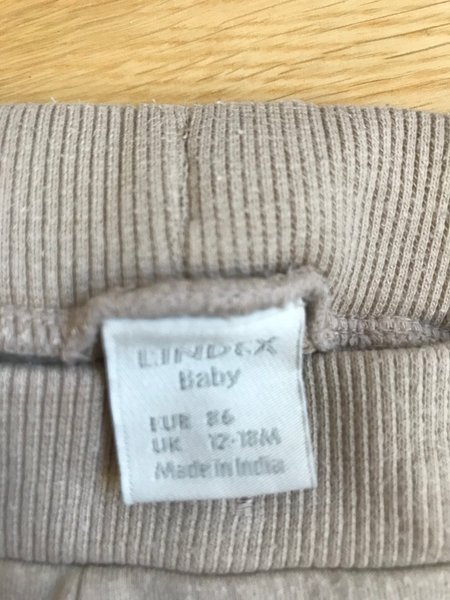 LINDEX
Baby
EUR 86
UK 12-18M
Made in India